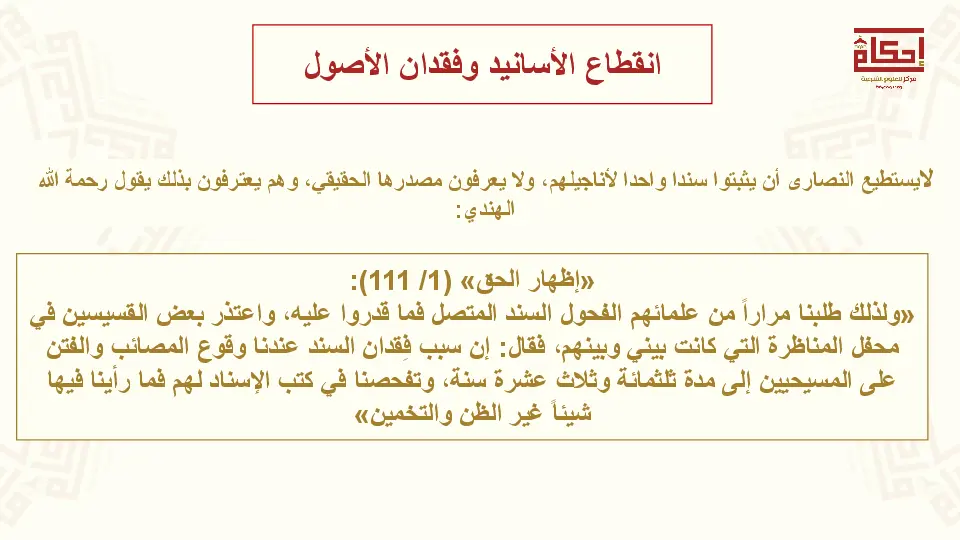 انقطاع الأسانيد وفقدان الأصول
إحكام
مركز للعلوم الشرعية
لايستطيع النصارى أن يثبتوا سندا واحدا لأناجيلهم، ولا يعرفون مصدرها الحقيقي، وهم يعترفون بذلك يقول رحمة الله
الهندي:
«إظهار الحق» (1/ 111):
«ولذلك طلبنا مراراً من علمائهم الفحول السند المتصل فما قدروا عليه، واعتذر بعض القسيسين في
محفل المناظرة التي كانت بيني وبينهم، فقال: إن سبب فِقدان السند عندنا وقوع المصائب والفتن
على المسيحيين إلى مدة ثلثمائة وثلاث عشرة سنة، وتفحصنا في كتب الإسناد لهم فما رأينا فيها
شيئاً غير الظن والتخمين»